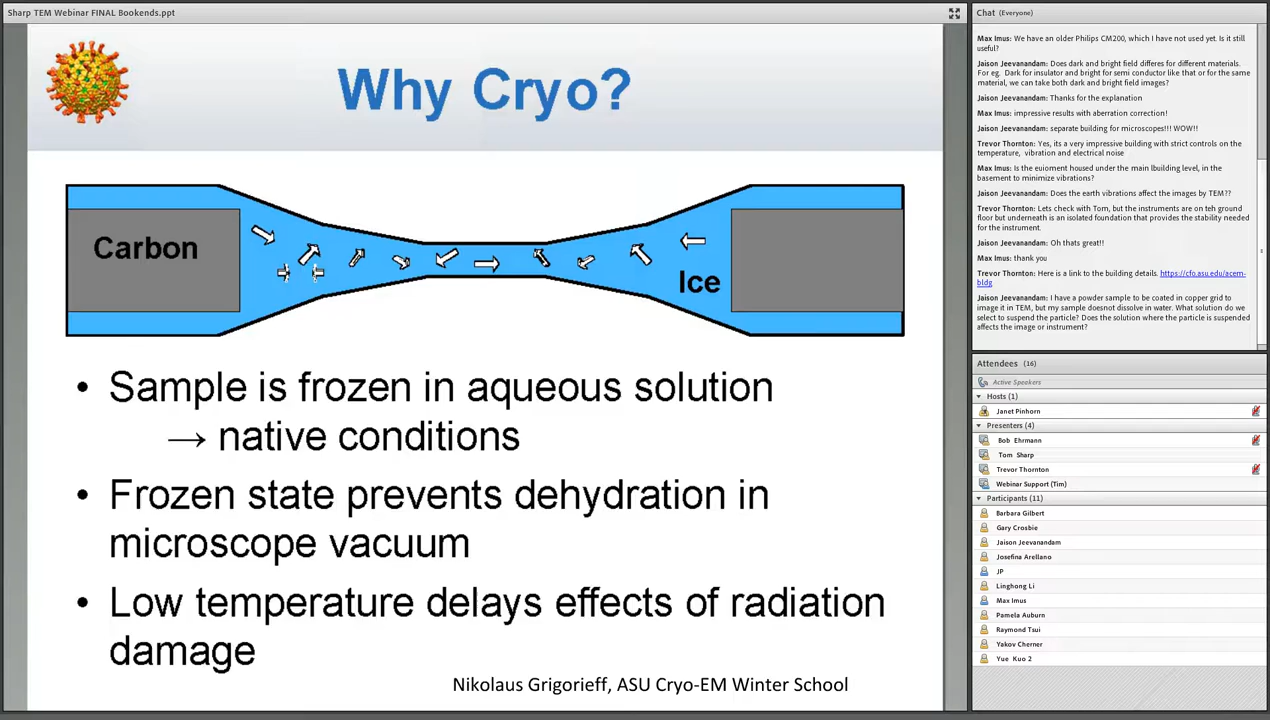 Sharp TEM Webinar FINAL Bookends.ppt
Why Cryo?
Carbon
Ice
• Sample is frozen in aqueous solution
→ native conditions
• Frozen state prevents dehydration in
microscope vacuum
• Low temperature delays effects of radiation
damage
Nikolaus Grigorieff, ASU Cryo-EM Winter School
Chat (Everyone)
Max Imus: We have an older Philips CM200, which I have not used yet. Is it still
useful?
Jaison Jeevanandam: Does dark and bright field differes for different materials.
For eg. Dark for insulator and bright for semi conductor like that or for the same
material, we can take both dark and bright field images?
Jaison Jeevanandam: Thanks for the explanation
Max Imus: impressive results with aberration correction!
Jaison Jeevanandam: separate building for microscopes!!! WOW!!
Trevor Thornton: Yes, its a very impressive building with strict controls on the
temperature, vibration and electrical noise
Max Imus: Is the euioment housed under the main lbuilding level, in the
basement to minimize vibrations?
Jaison Jeevanandam: Does the earth vibrations affect the images by TEM??
Trevor Thornton: Lets check with Tom, but the instruments are on teh ground
floor but underneath is an isolated foundation that provides the stability needed
for the instrument.
Jaison Jeevanandam: Oh thats great!!
Max Imus: thank you
Trevor Thornton: Here is a link to the building details. https://cfo.asu.edu/acem-
bldg
Jaison Jeevanandam: I have a powder sample to be coated in copper grid to
image it in TEM, but my sample doesnot dissolve in water. What solution do we
select to suspend the particle? Does the solution where the particle is suspended
affects the image or instrument?
Attendees (16)
Active Speakers
Hosts (1)
Janet Pinhorn
Presenters (4)
Bob Ehrmann
Tom Sharp
Trevor Thornton
Webinar Support (Tim)
Participants (11)
Barbara Gilbert
Gary Crosbie
Jaison Jeevanandam
Josefina Arellano
JP
Linghong Li
Max Imus
Pamela Auburn
Raymond Tsui
Yakov Cherner
Yue Kuo 2